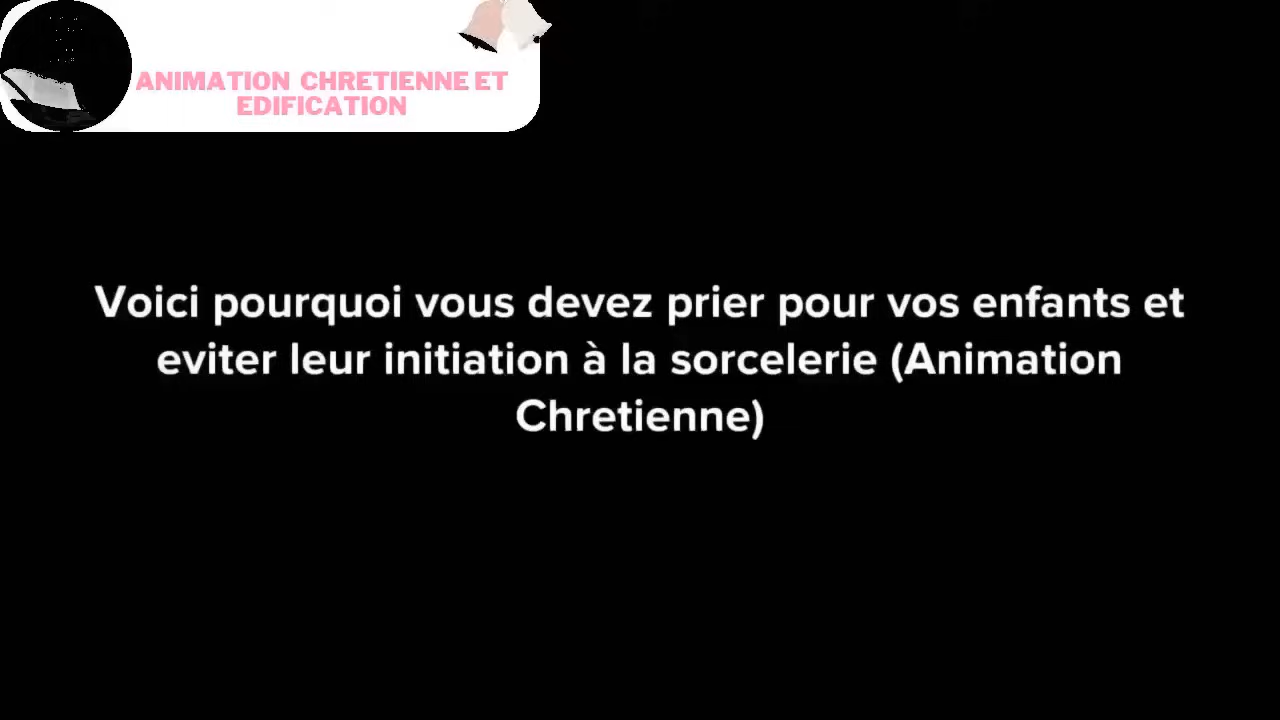 ANIMATION CHRETIENNE ET
EDIFICATION
Voici pourquoi vous devez prier pour vos enfants et
eviter leur initiation à la sorcelerie (Animation
Chretienne)